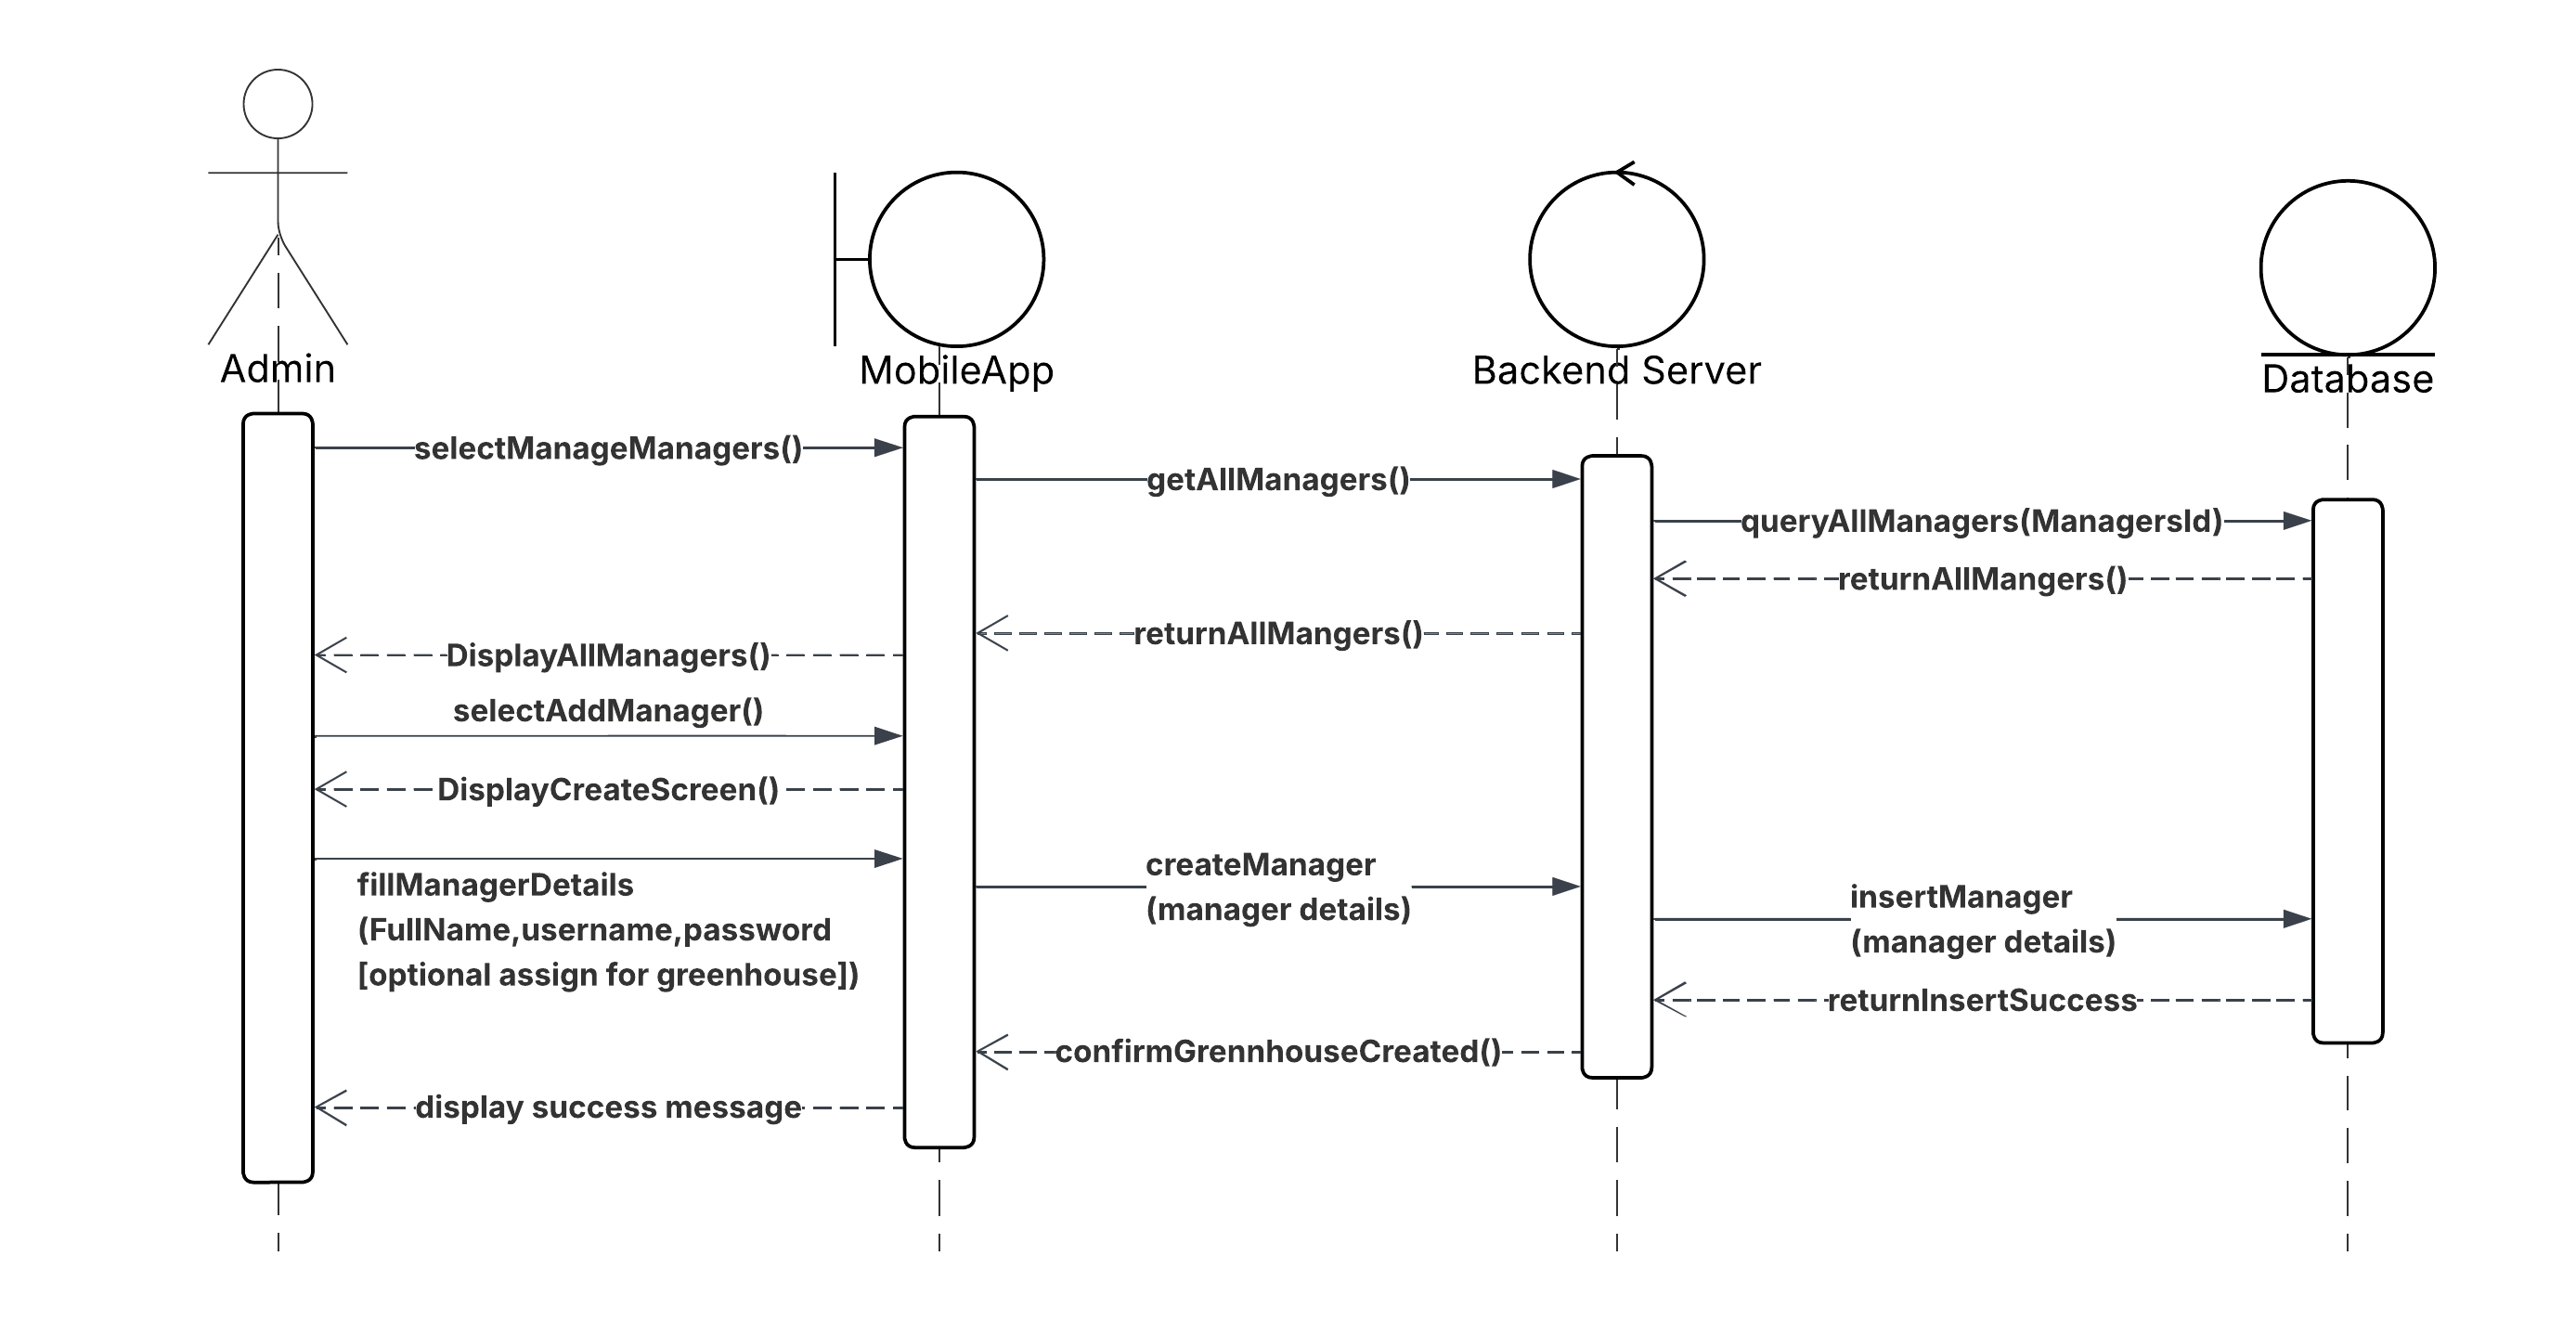 Admin
MobileApp
Backend Server
Database
selectManageManagers()
getAllManagers()
queryAllManagers(ManagersId)
returnAllMangers()
returnAllMangers()
DisplayAllManagers()
selectAddManager()
DisplayCreateScreen()
fillManagerDetails
(FullName,username,password
[optional assign for greenhouse])
createManager
(manager details)
insertManager
(manager details)
returnInsertSuccess
confirmGrennhouseCreated()
display success message